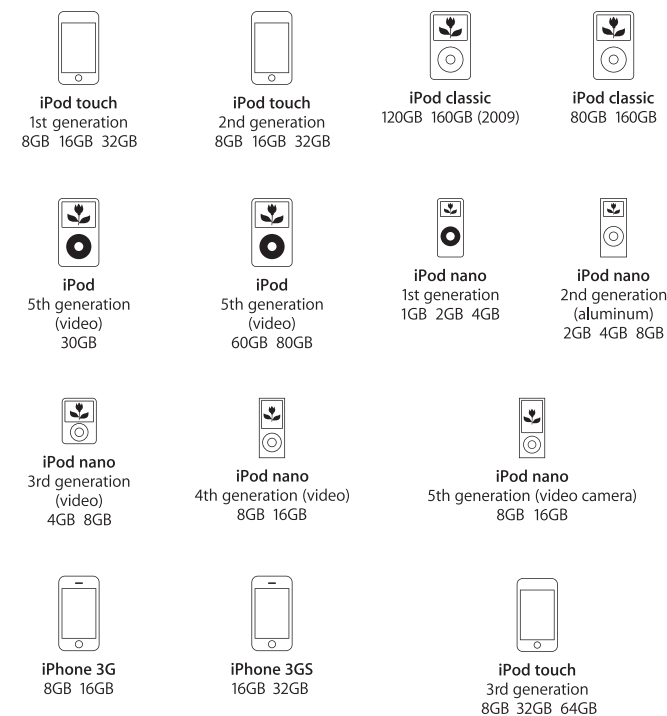 iPod touch
1st generation
8GB 16GB 32GB
iPod touch
2nd generation
8GB 16GB 32GB
iPod classic
120GB 160GB (2009)
iPod classic
80GB 160GB
iPod
5th generation
(video)
30GB
iPod
5th generation
(video)
60GB 80GB
iPod nano
1st generation
1GB 2GB 4GB
iPod nano
2nd generation
(aluminum)
2GB 4GB 8GB
iPod nano
3rd generation
(video)
4GB 8GB
iPod nano
4th generation (video)
8GB 16GB
iPod nano
5th generation (video camera)
8GB 16GB
iPhone 3G
8GB 16GB
iPhone 3GS
16GB 32GB
iPod touch
3rd generation
8GB 32GB 64GB